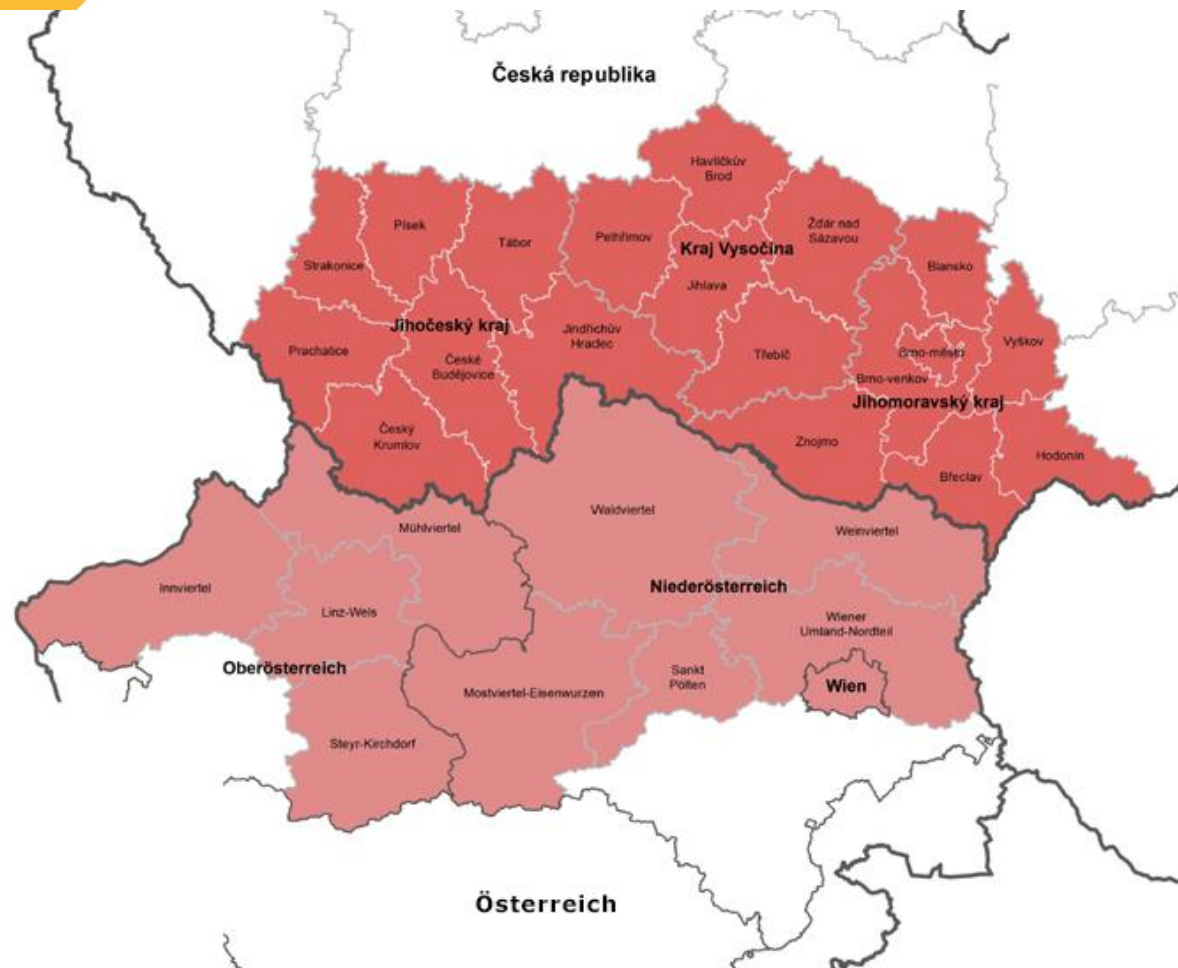 Česká republika
Havlíčkův
Brod
Písek
Tábor
Pelhřimov
Žďár nad
Sázavou
Kraj Vysočina
Strakonice
Blansko
Jihlava
Jihočeský kraj
Jindřichův
Hradec
Prachatice
České
Budějovice
Třebíč
Brno-město
Vyškov
Brno-venkov
Jihomoravský kraj
Český
Krumlov
Znojmo
Hodonín
Břeclav
Waldviertel
Mühlviertel
Weinviertel
Innviertel
Niederösterreich
Linz-Wels
Wiener
Umland-Nordteil
Oberösterreich
Sankt
Pölten
Wien
Mostviertel-Eisenwurzen
Steyr-Kirchdorf
Österreich